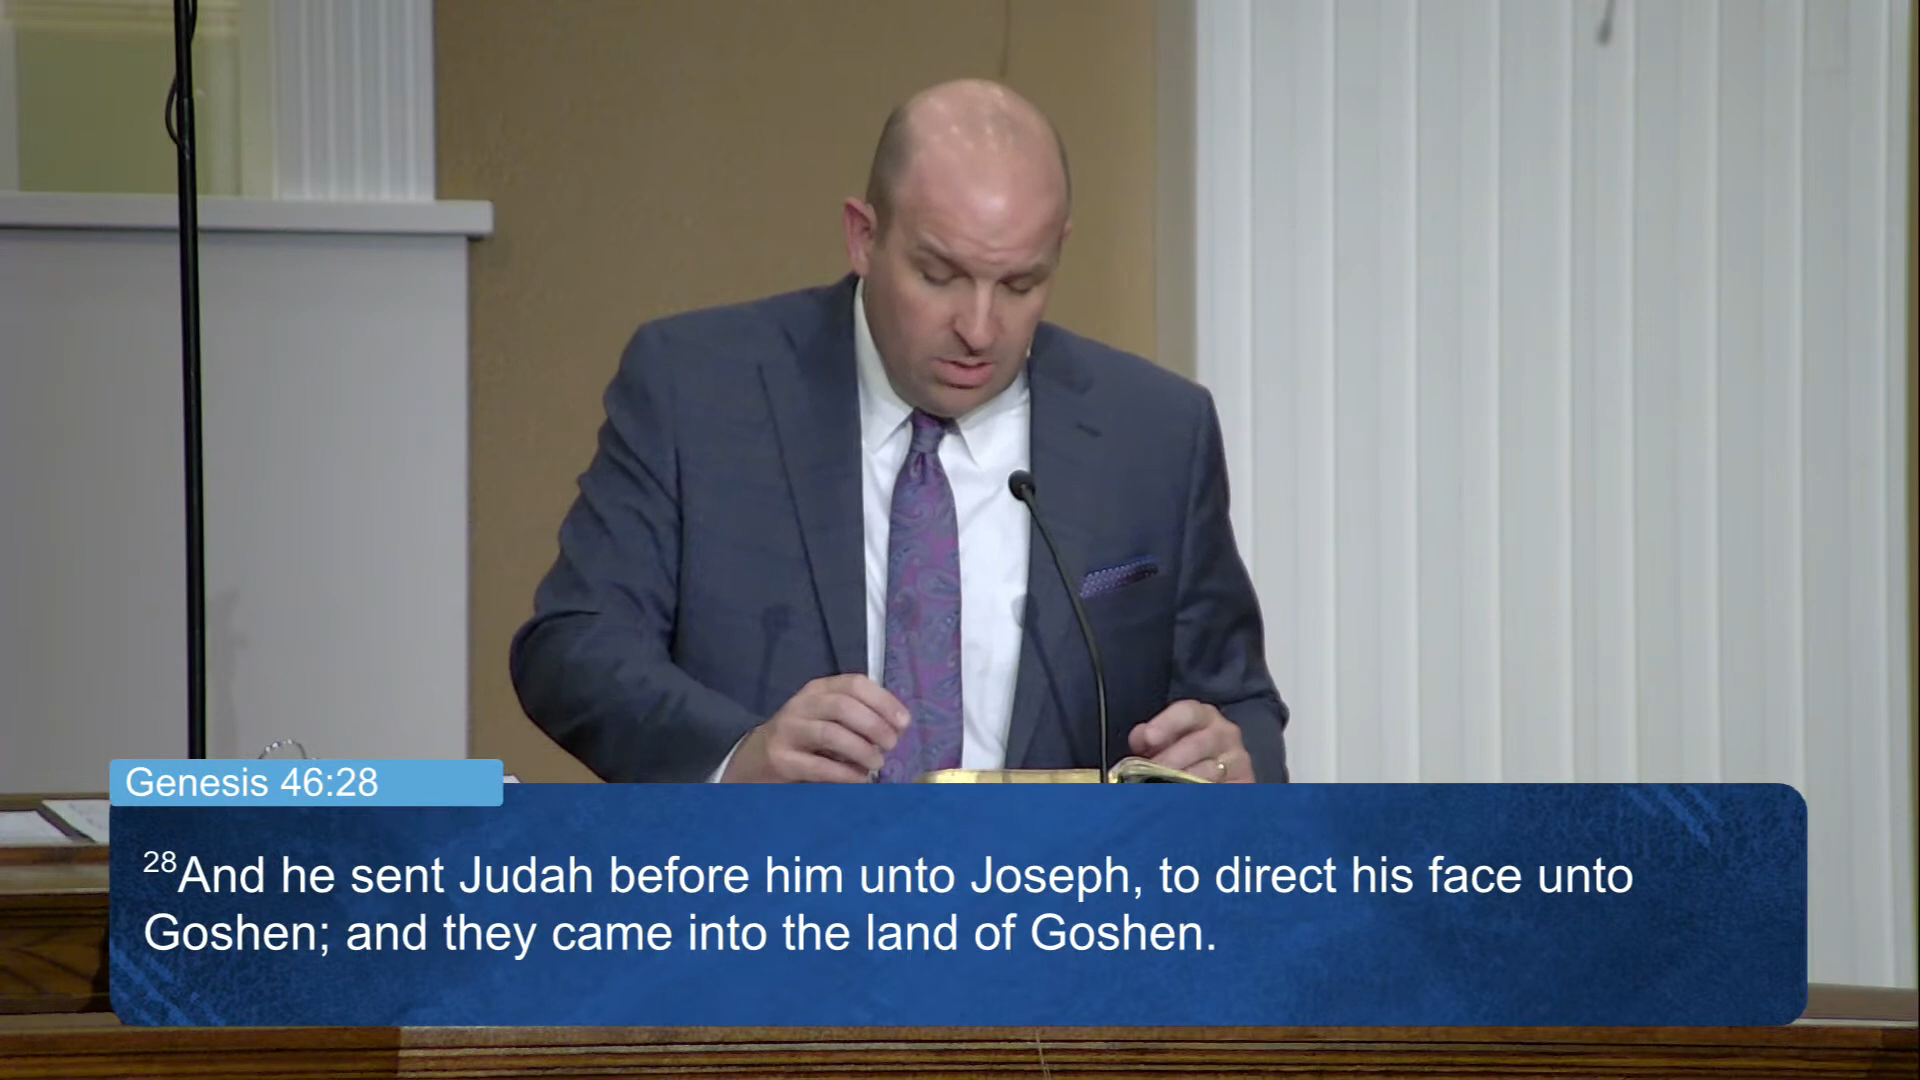 Genesis 46:28
28And he sent Judah before him unto Joseph, to direct his face unto
Goshen; and they came into the land of Goshen.